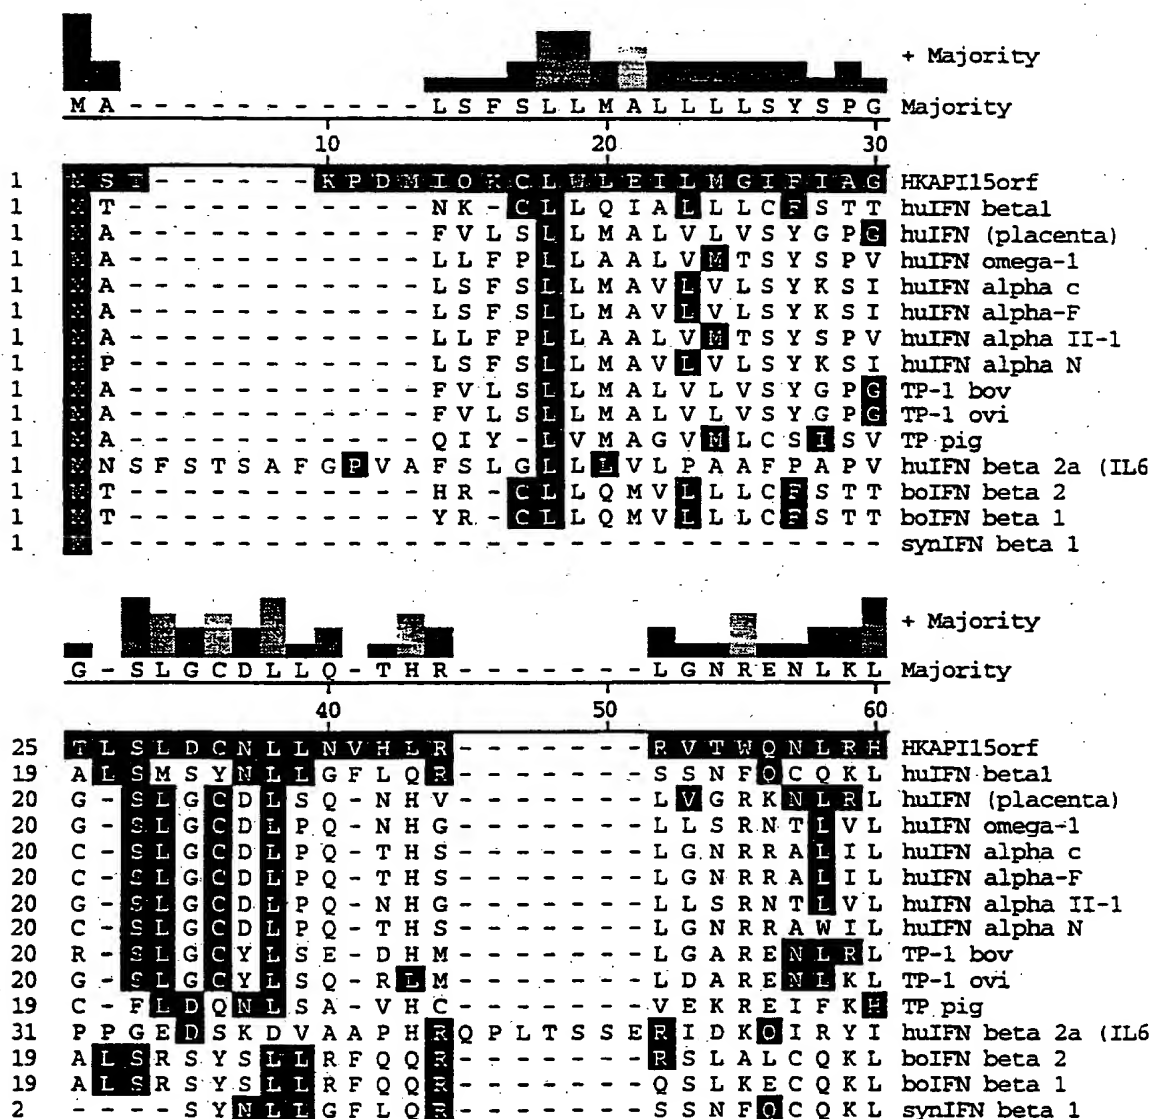 + Majority
M A - - - - - - - - - - - L S F S L L M A L L L L S Y S P G Majority
10 20 30
1 M S T - - - - - - K P D M I Q K C L W L E I L M G I F I A G HKAPI15orf
1 M T - - - - - - - - - - - N K - C L L Q I A L L L C F S T T huIFN beta1
1 M A - - - - - - - - - - - F V L S L L M A L V L V S Y G P G huIFN (placenta)
1 M A - - - - - - - - - - - L L F P L L A A L V M T S Y S P V huIFN omega-1
1 M A - - - - - - - - - - - L S F S L L M A V L V L S Y K S I huIFN alpha c
1 M A - - - - - - - - - - - L S F S L L M A V L V L S Y K S I huIFN alpha-F
1 M A - - - - - - - - - - - L L F P L L A A L V M T S Y S P V huIFN alpha II-1
1 M P - - - - - - - - - - - L S F S L L M A V L V L S Y K S I huIFN alpha N
1 M A - - - - - - - - - - - F V L S L L M A L V L V S Y G P G TP-1 bov
1 M A - - - - - - - - - - - F V L S L L M A L V L V S Y G P G TP-1 ovi
1 M A - - - - - - - - - - - Q I Y - L V M A G V M L C S I S V TP pig
1 M N S F S T S A F G P V A F S L G L L L V L P A A F P A P V huIFN beta 2a (IL6
1 M T - - - - - - - - - - - H R - C L L Q M V L L L C F S T T boIFN beta 2
1 M T - - - - - - - - - - - Y R - C L L Q M V L L L C F S T T boIFN beta 1
1 M - - - - - - - - - - - - - - - - - - - - - - - - - - - - - synIFN beta 1
+ Majority
G - S L G C D L L Q - T H R - - - - - - - L G N R E N L K L Majority
40 50 60
25 T L S L D C N L L N V H L R - - - - - - - R V T W Q N L R H HKAPI15orf
19 A L S M S Y N L L G F L Q R - - - - - - - S S N F Q C Q K L huIFN beta1
20 G - S L G C D L S Q - N H V - - - - - - - L V G R K N L R L huIFN (placenta)
20 G - S L G C D L P Q - N H G - - - - - - - L L S R N T L V L huIFN omega-1
20 C - S L G C D L P Q - T H S - - - - - - - L G N R R A L I L huIFN alpha c
20 C - S L G C D L P Q - T H S - - - - - - - L G N R R A L I L huIFN alpha-F
20 G - S L G C D L P Q - N H G - - - - - - - L L S R N T L V L huIFN alpha II-1
20 C - S L G C D L P Q - T H S - - - - - - - L G N R R A W I L huIFN alpha N
20 R - S L G C Y L S E - D H M - - - - - - - L G A R E N L R L TP-1 bov
20 G - S L G C Y L S Q - R L M - - - - - - - L D A R E N L K L TP-1 ovi
19 C - F L D Q N L S A - V H C - - - - - - - V E K R E I F K H TP pig
31 P P G E D S K D V A A P H R Q P L T S S E R I D K Q I R Y I huIFN beta 2a (IL6
19 A L S R S Y S L L R F Q Q R - - - - - - - R S L A L C Q K L boIFN beta 2
19 A L S R S Y S L L R F Q Q R - - - - - - - Q S L K E C Q K L boIFN beta 1
2 - - - - S Y N L L G F L Q R - - - - - - - S S N F Q C Q K L synIFN beta 1